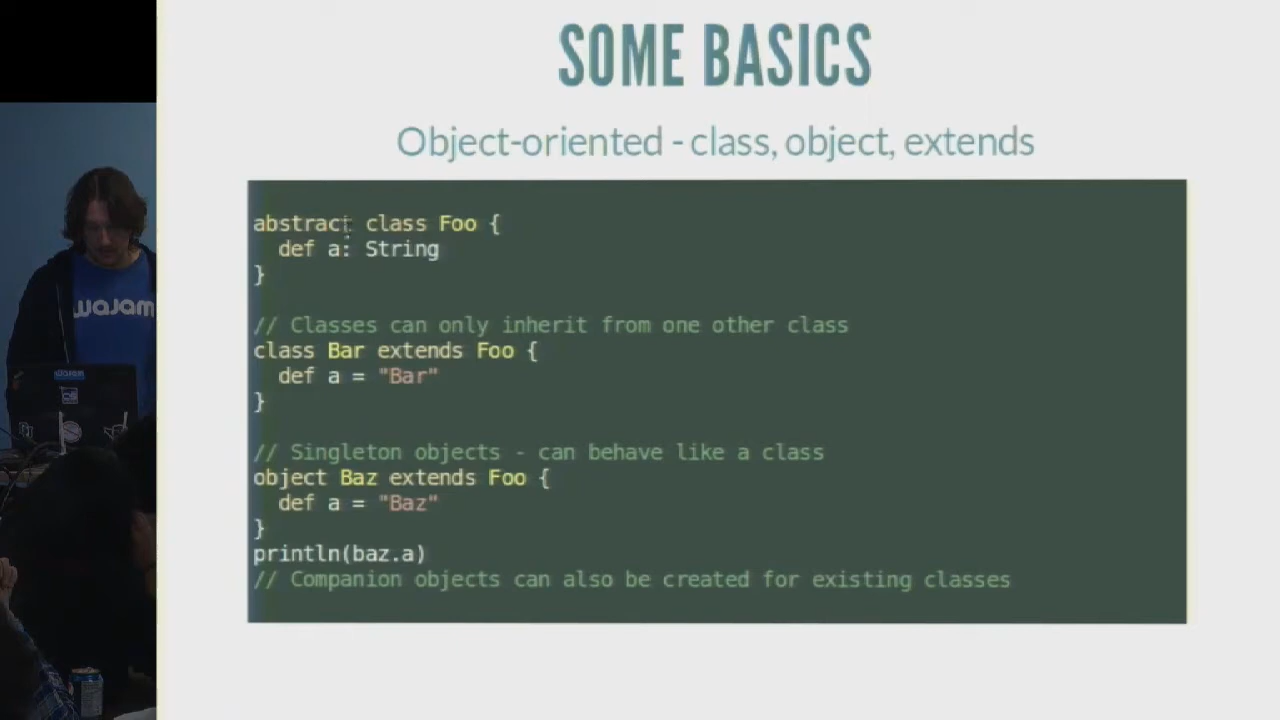 SOME BASICS
Object-oriented - class, object, extends
abstract class Foo {
  def a: String
}
// Classes can only inherit from one other class
class Bar extends Foo {
  def a = "Bar"
}
// Singleton objects - can behave like a class
object Baz extends Foo {
  def a = "Baz"
}
println(baz.a)
// Companion objects can also be created for existing classes
wajam